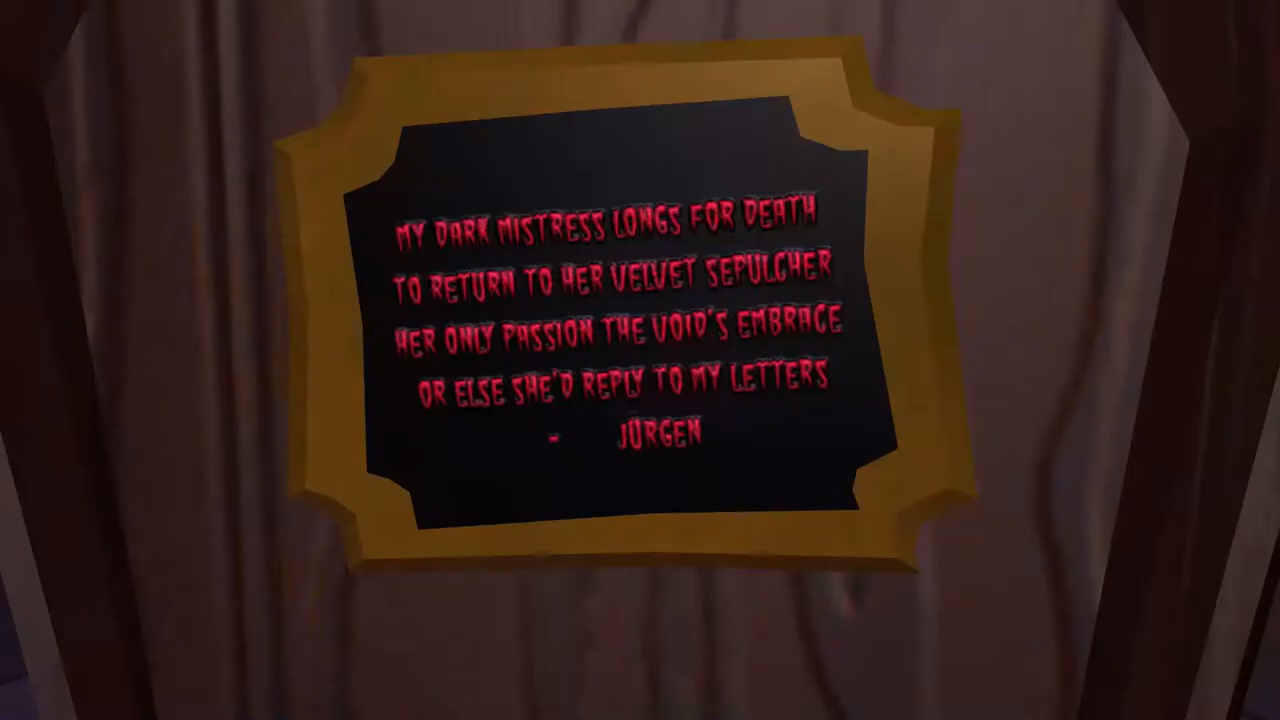 MY DARK MISTRESS LONGS FOR DEATH
TO RETURN TO HER VELVET SEPULCHER
HER ONLY PASSION THE VOID'S EMBRACE
OR ELSE SHE'D REPLY TO MY LETTERS
- JURGEN